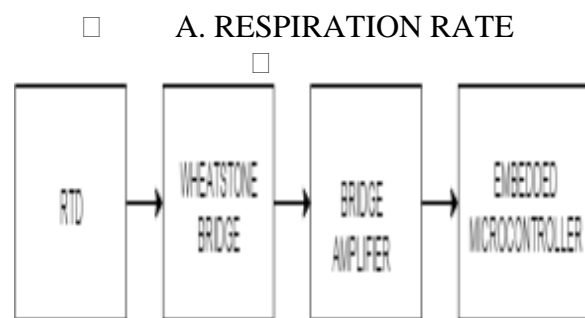 A. RESPIRATION RATE
RTD
WHEATSTONE
BRIDGE
BRIDGE
AMPLIFIER
EMBEDDED
MICROCONTROLLER